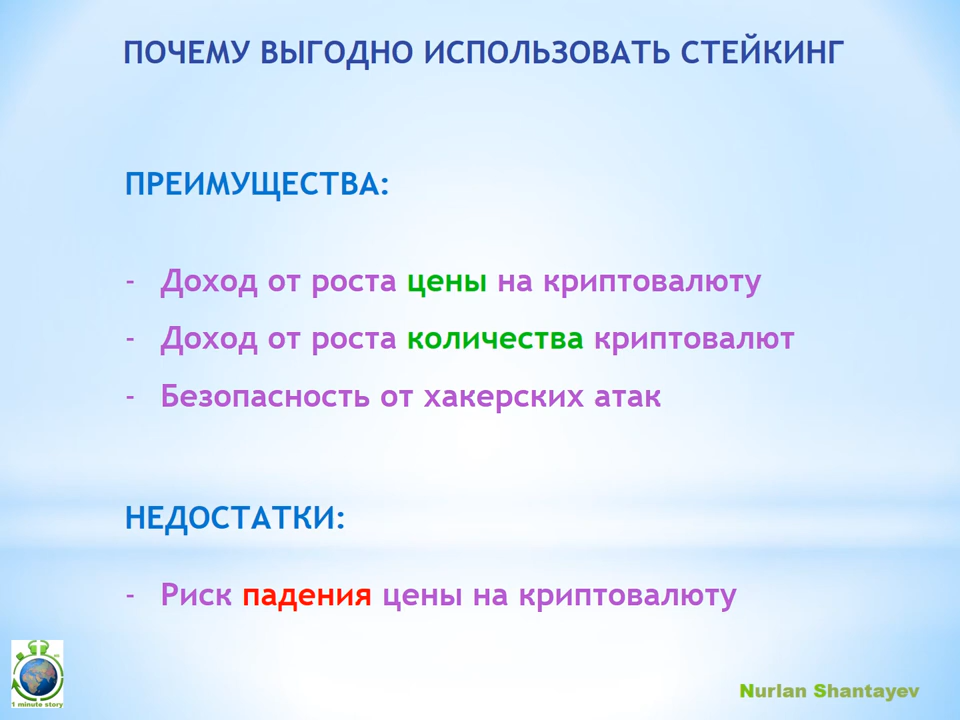 ПОЧЕМУ ВЫГОДНО ИСПОЛЬЗОВАТЬ СТЕЙКИНГ
ПРЕИМУЩЕСТВА:
- Доход от роста цены на криптовалюту
- Доход от роста количества криптовалют
- Безопасность от хакерских атак
НЕДОСТАТКИ:
- Риск падения цены на криптовалюту
1 minute story
Nurlan Shantayev